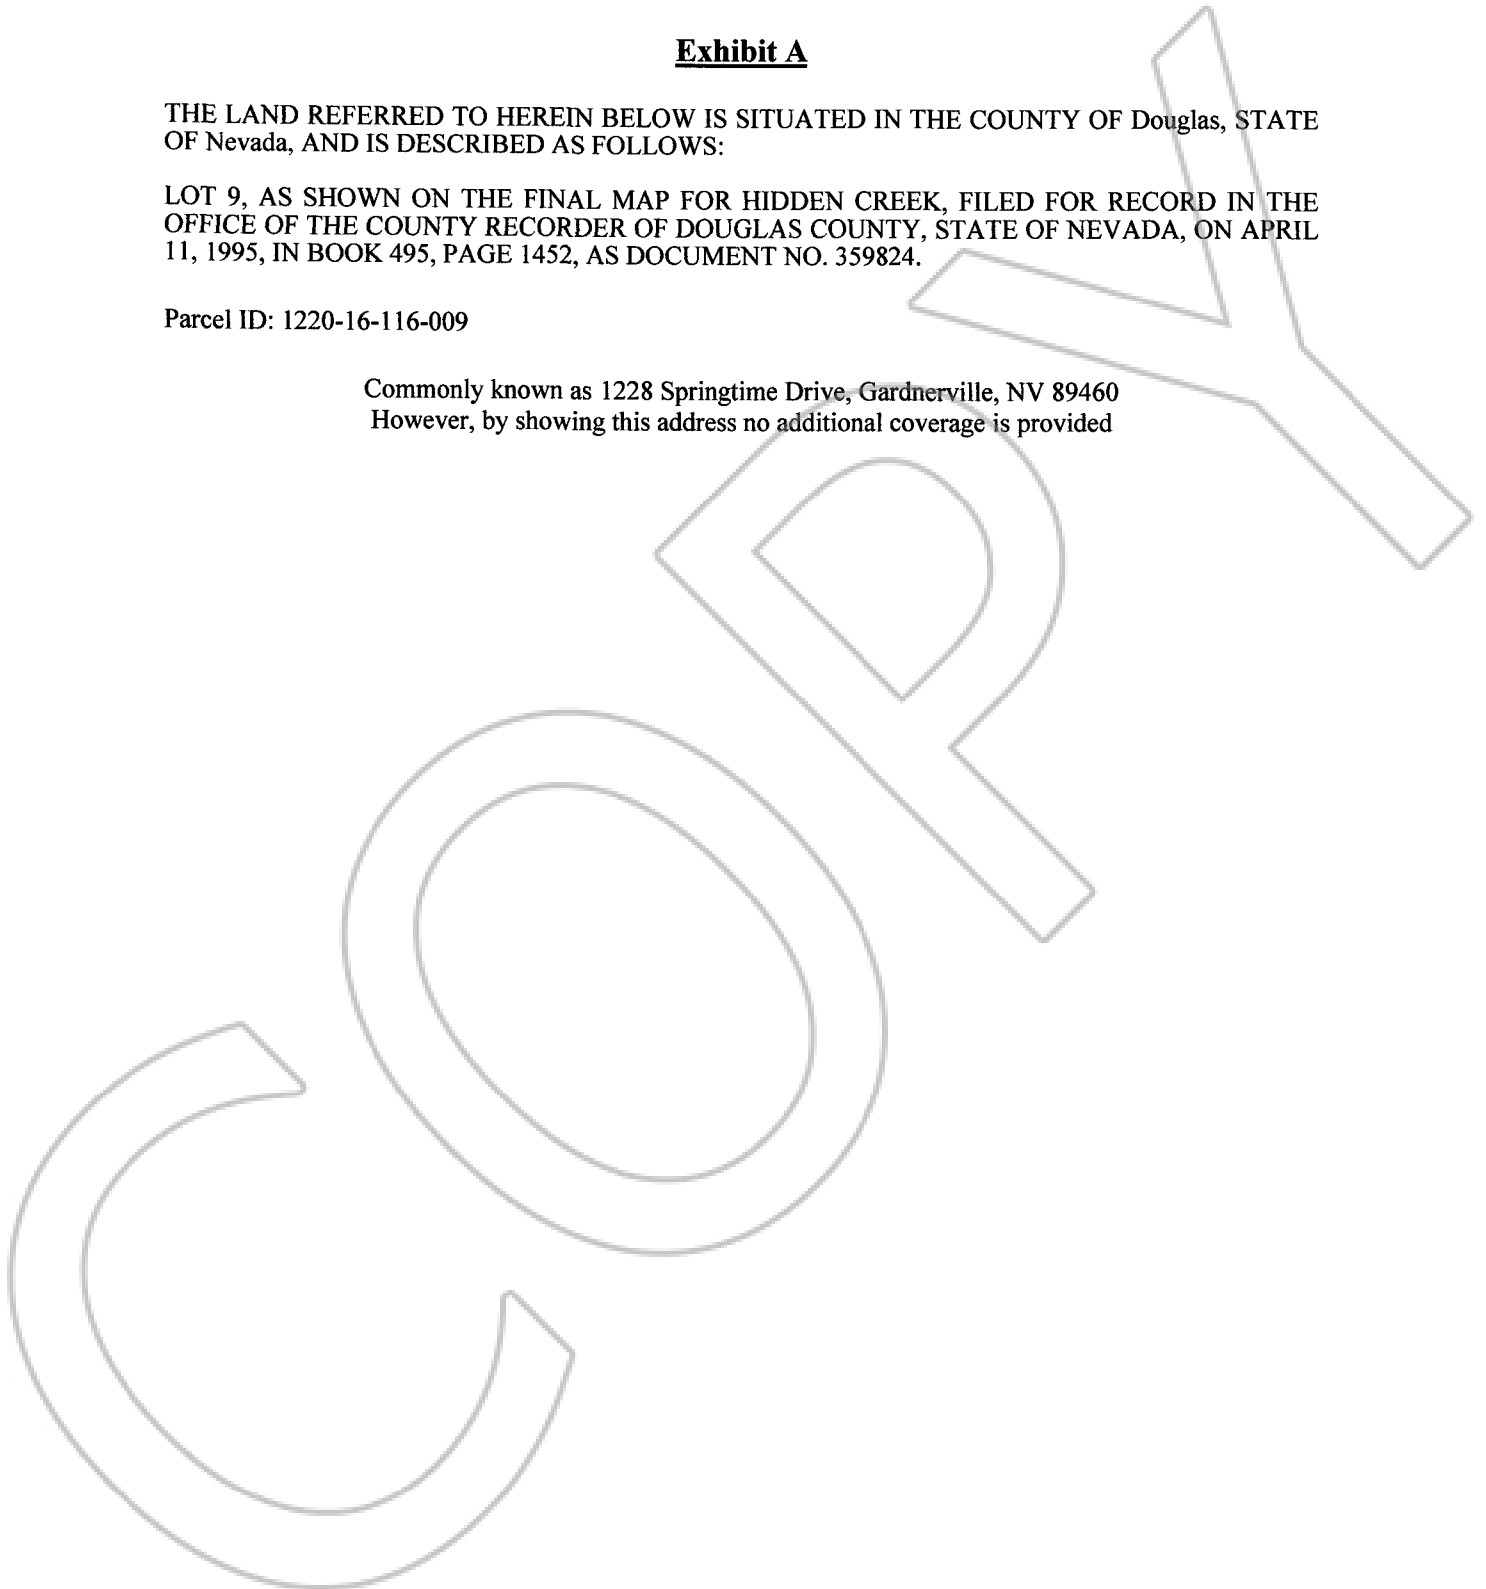 Exhibit A
THE LAND REFERRED TO HEREIN BELOW IS SITUATED IN THE COUNTY OF Douglas, STATE
OF Nevada, AND IS DESCRIBED AS FOLLOWS:
LOT 9, AS SHOWN ON THE FINAL MAP FOR HIDDEN CREEK, FILED FOR RECORD IN THE
OFFICE OF THE COUNTY RECORDER OF DOUGLAS COUNTY, STATE OF NEVADA, ON APRIL
11, 1995, IN BOOK 495, PAGE 1452, AS DOCUMENT NO. 359824.
Parcel ID: 1220-16-116-009
Commonly known as 1228 Springtime Drive, Gardnerville, NV 89460
However, by showing this address no additional coverage is provided
COPY